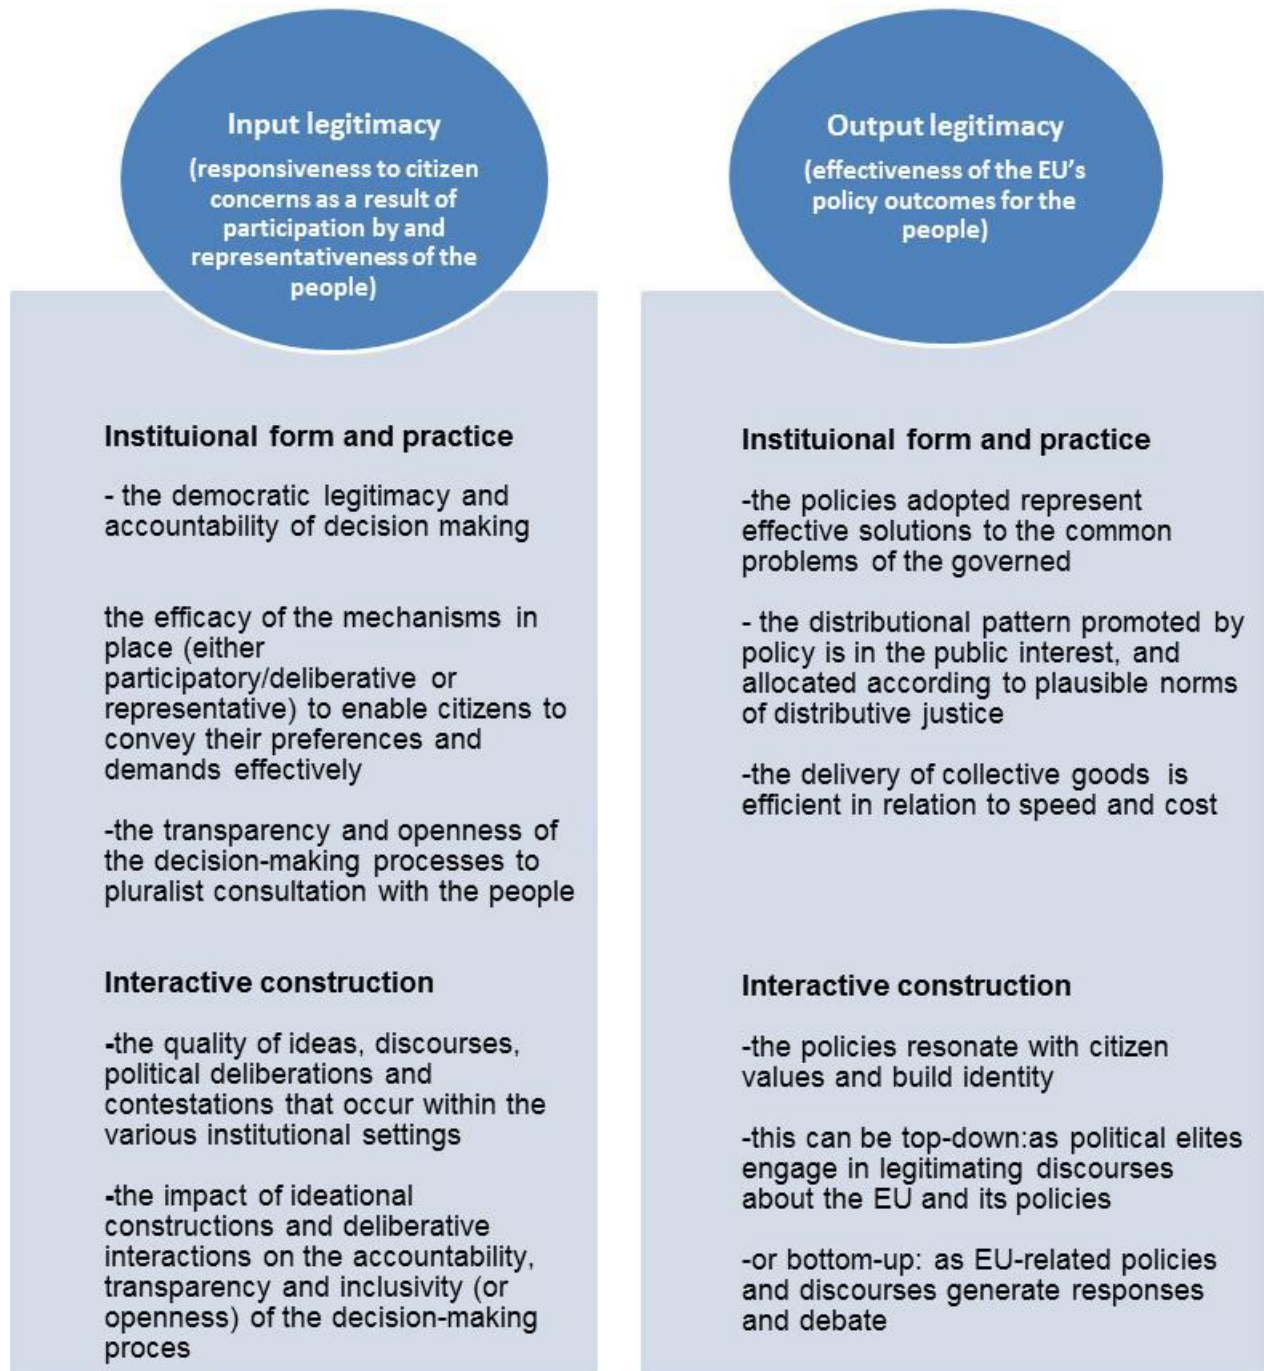 Input legitimacy
(responsiveness to citizen
concerns as a result of
participation by and
representativeness of the
people)
Instituional form and practice
- the democratic legitimacy and
accountability of decision making
the efficacy of the mechanisms in
place (either
participatory/deliberative or
representative) to enable citizens to
convey their preferences and
demands effectively
-the transparency and openness of
the decision-making processes to
pluralist consultation with the people
Interactive construction
-the quality of ideas, discourses,
political deliberations and
contestations that occur within the
various institutional settings
-the impact of ideational
constructions and deliberative
interactions on the accountability,
transparency and inclusivity (or
openness) of the decision-making
proces
Output legitimacy
(effectiveness of the EU's
policy outcomes for the
people)
Instituional form and practice
-the policies adopted represent
effective solutions to the common
problems of the governed
- the distributional pattern promoted by
policy is in the public interest, and
allocated according to plausible norms
of distributive justice
-the delivery of collective goods is
efficient in relation to speed and cost
Interactive construction
-the policies resonate with citizen
values and build identity
-this can be top-down:as political elites
engage in legitimating discourses
about the EU and its policies
-or bottom-up: as EU-related policies
and discourses generate responses
and debate